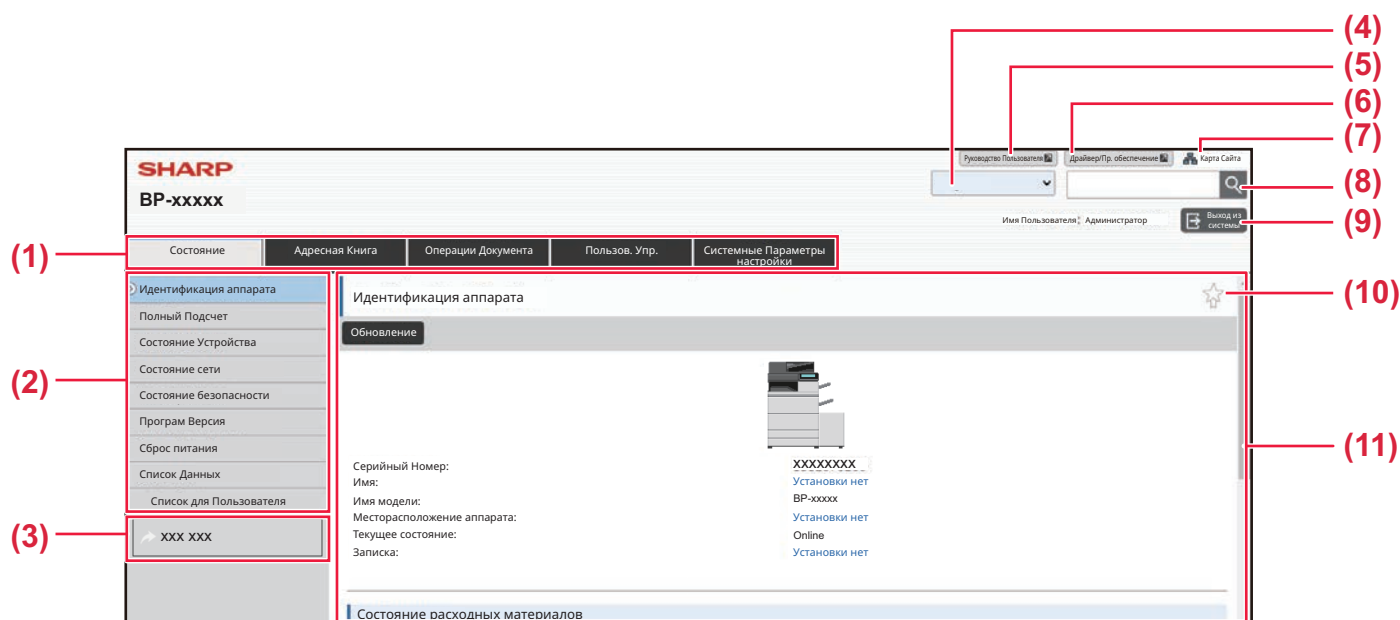 (4)
(5)
(6)
(7)
SHARP
Руководство Пользователя
Драйвер/Пр. обеспечение
Карта Сайта
BP-xxxxx
(8)
Имя Пользователя: Администратор
Выход из
системы
(9)
(1)
Состояние
Адресная Книга
Операции Документа
Пользов. Упр.
Системные Параметры
настройки
Идентификация аппарата
Полный Подсчет
Состояние Устройства
Состояние сети
(2)
Состояние безопасности
Програм Версия
Сброс питания
Список Данных
Список для Пользователя
(3)
XXX XXX
Идентификация аппарата
(10)
Обновление
(11)
Серийный Номер: XXXXXXXX
Имя: Установки нет
Имя модели: BP-xxxxx
Месторасположение аппарата: Установки нет
Текущее состояние: Online
Записка: Установки нет
Состояние расходных материалов